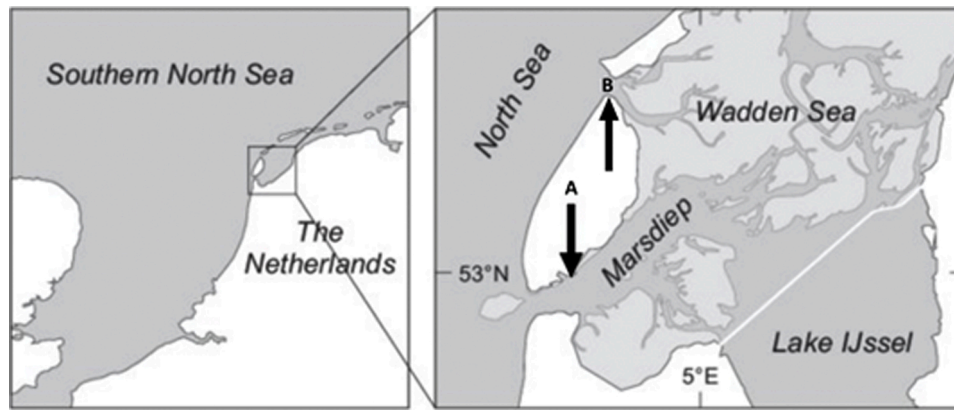 Southern North Sea
The
Netherlands
North Sea
B
Wadden Sea
A
Marsdiep
53°N
Lake IJssel
5°E